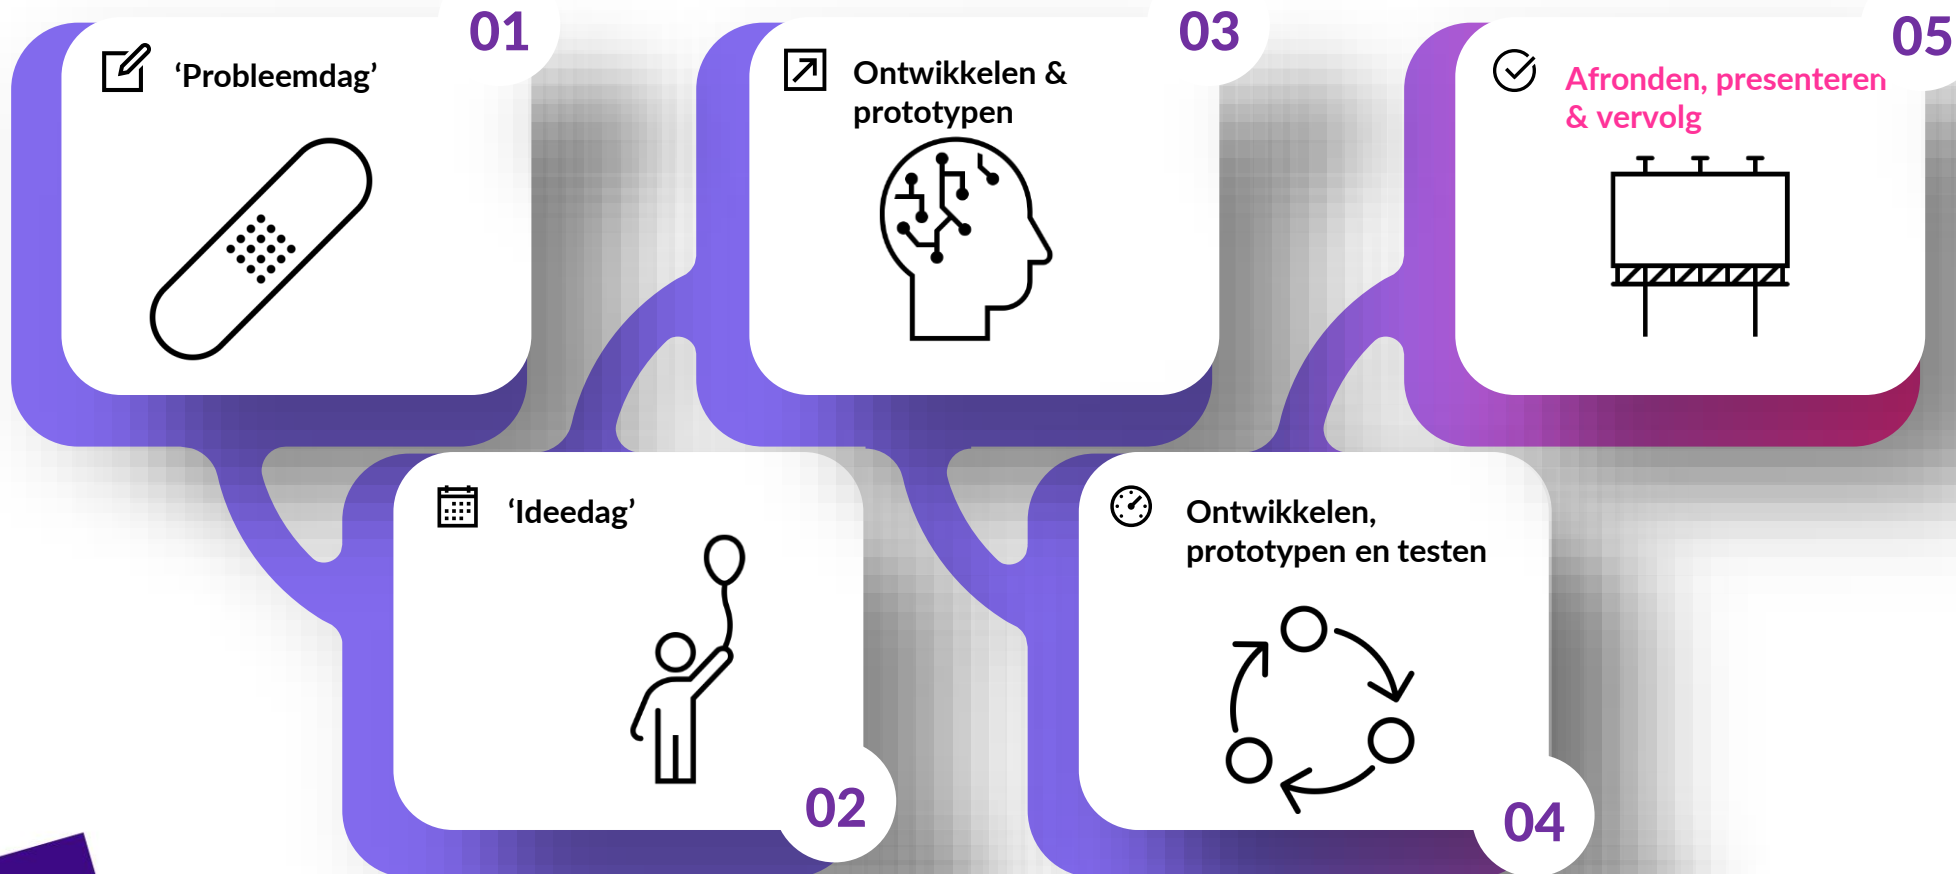 01
‘Probleemdag’
02
‘Ideedag’
03
Ontwikkelen &
prototypen
04
Ontwikkelen,
prototypen en testen
05
Afronden, presenteren
& vervolg